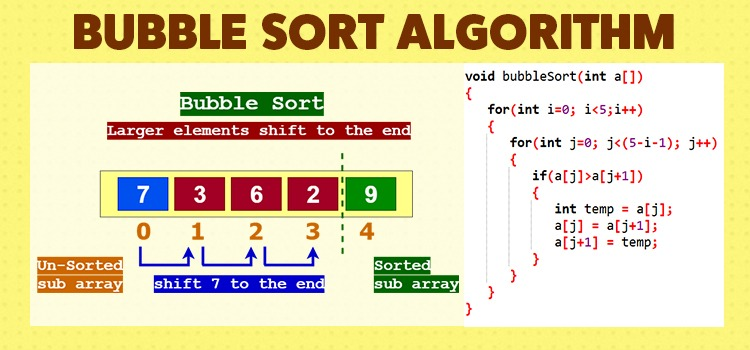 BUBBLE SORT ALGORITHM
Bubble Sort
Larger elements shift to the end
7 3 6 2 9
0 1 2 3 4
Un-Sorted
sub array
shift 7 to the end
Sorted
sub array
void bubbleSort(int a[])
{
for(int i=0; i<5;i++)
{
for(int j=0; j<(5-i-1); j++)
{
if(a[j]>a[j+1])
{
int temp = a[j];
a[j] = a[j+1];
a[j+1] = temp;
}
}
}
}